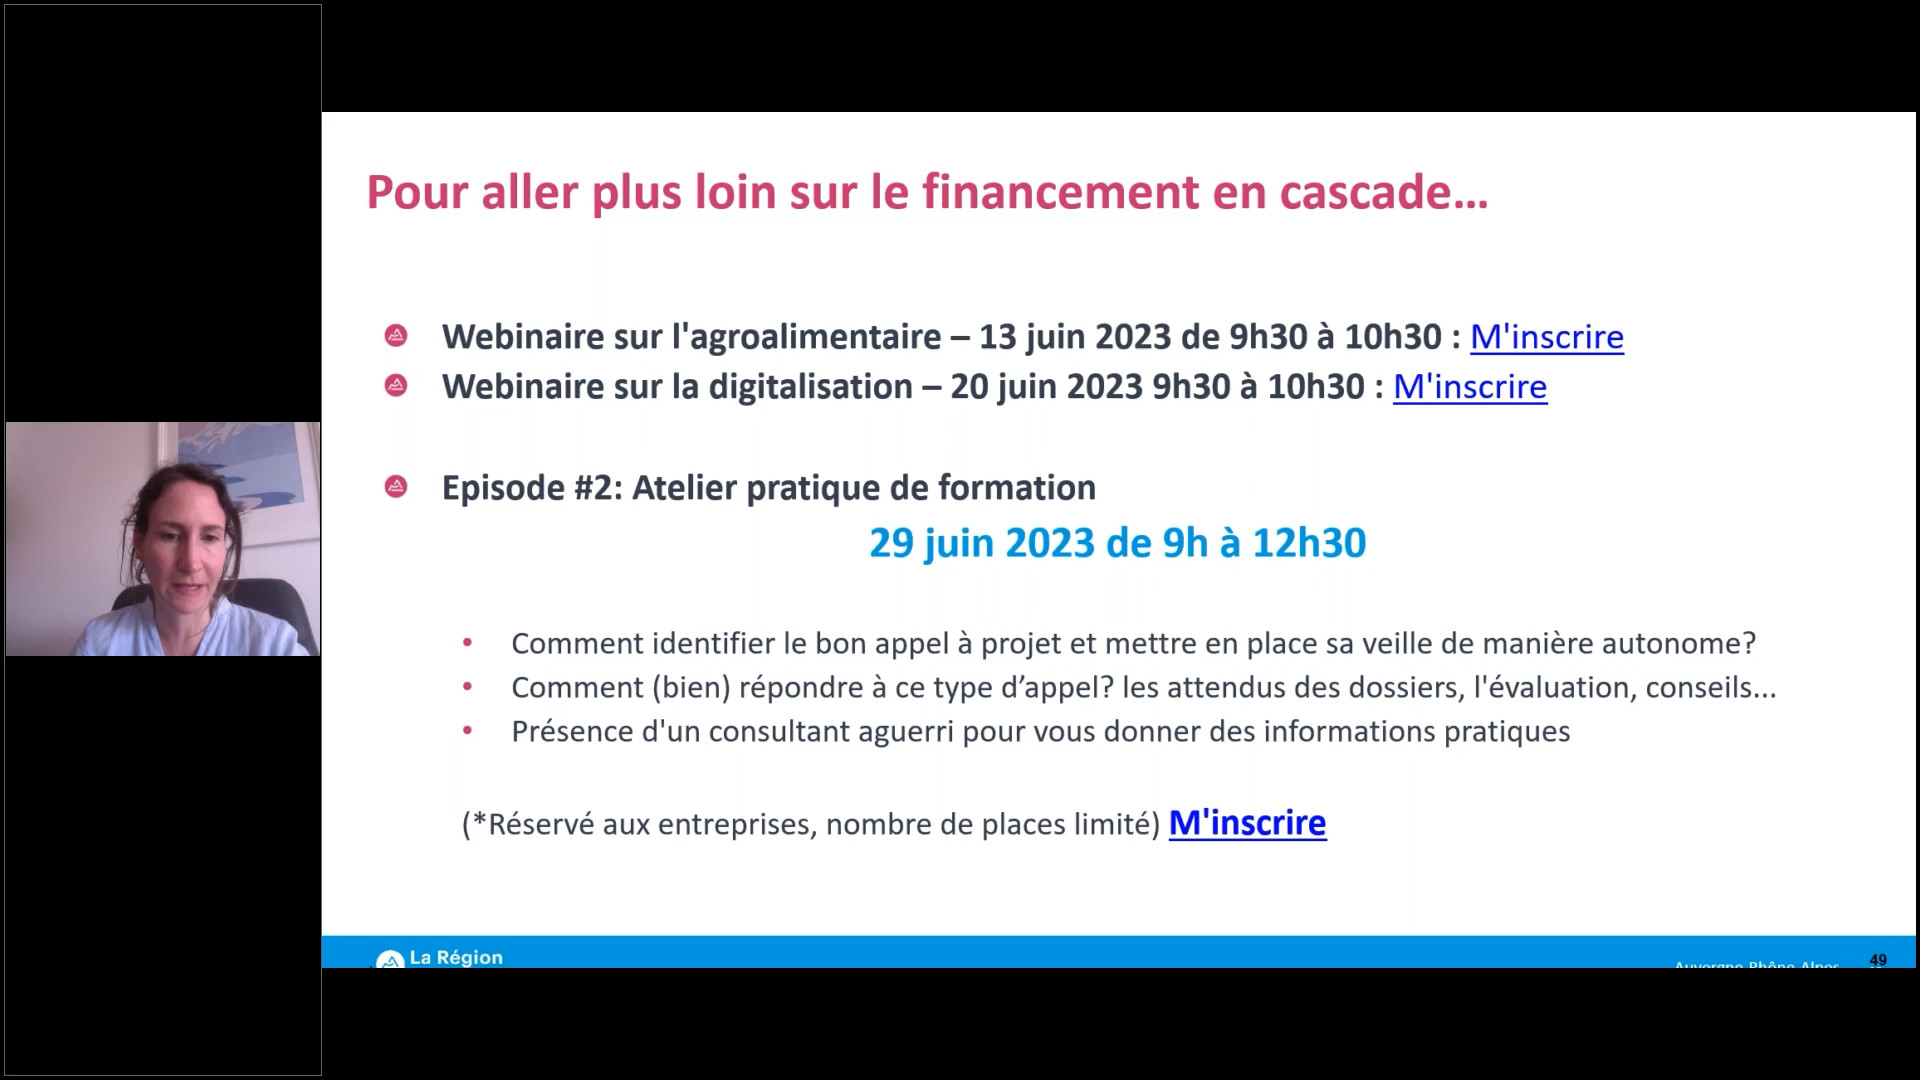 Pour aller plus loin sur le financement en cascade...
Webinaire sur l'agroalimentaire – 13 juin 2023 de 9h30 à 10h30 : M'inscrire
Webinaire sur la digitalisation – 20 juin 2023 9h30 à 10h30 : M'inscrire
Episode #2: Atelier pratique de formation
29 juin 2023 de 9h à 12h30
• Comment identifier le bon appel à projet et mettre en place sa veille de manière autonome?
• Comment (bien) répondre à ce type d’appel? les attendus des dossiers, l'évaluation, conseils...
• Présence d'un consultant aguerri pour vous donner des informations pratiques
(*Réservé aux entreprises, nombre de places limité) M'inscrire
La Région
Auvergne-Rhône-Alpes
49